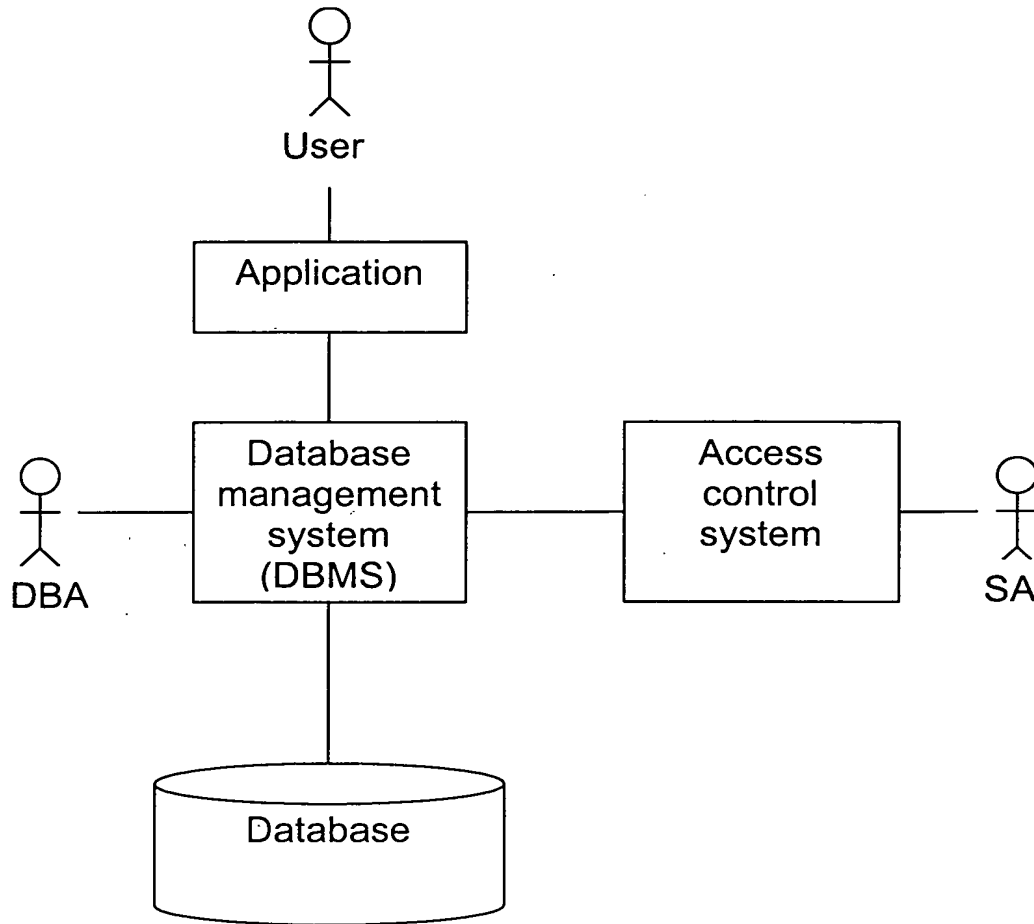 User
Application
Database
management
system
(DBMS)
Access
control
system
DBA
SA
Database